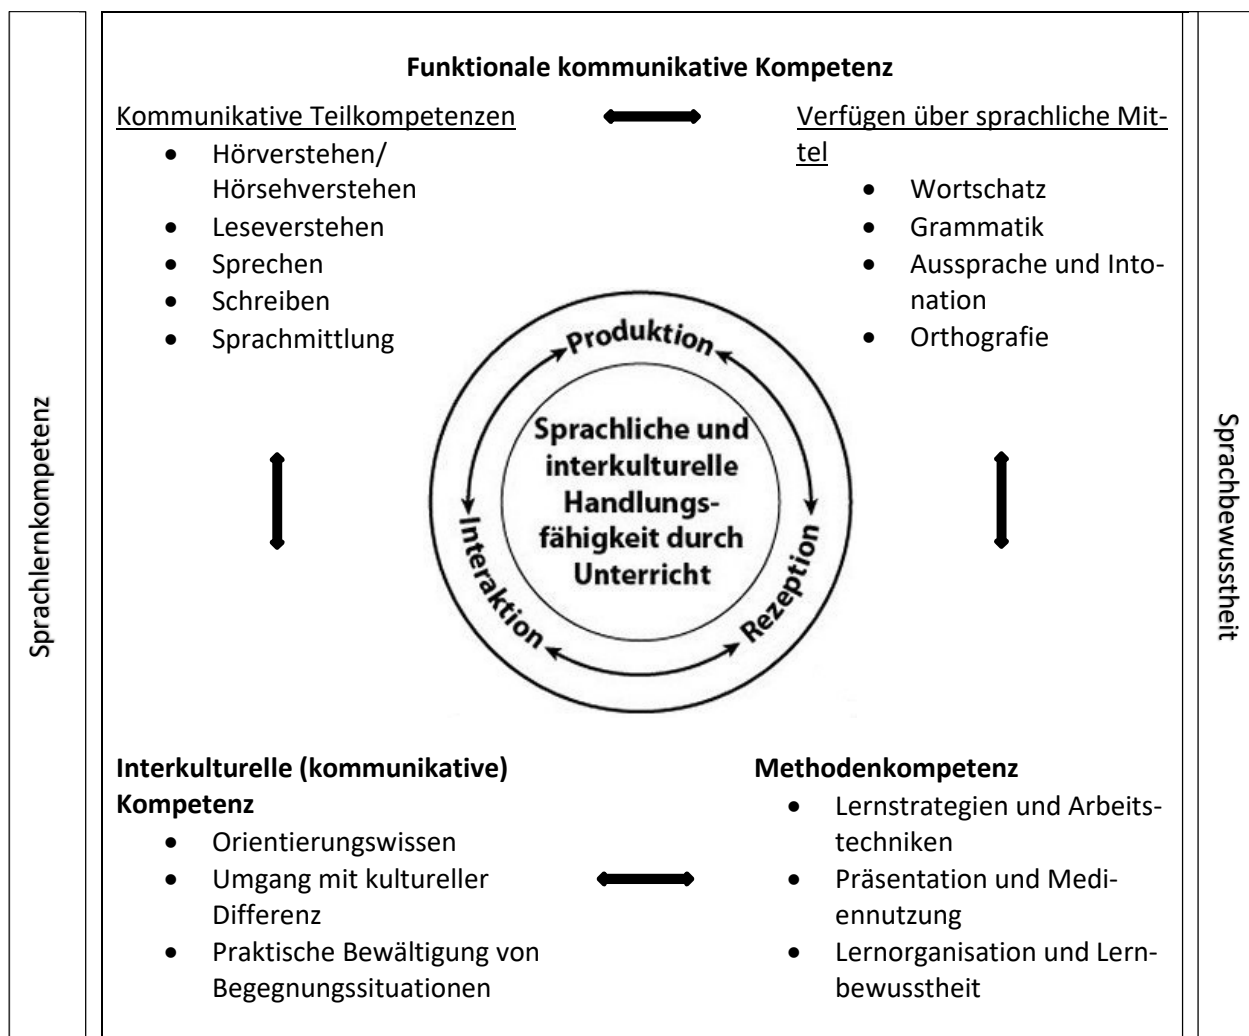 Funktionale kommunikative Kompetenz
Kommunikative Teilkompetenzen
• Hörverstehen/
Hörsehverstehen
• Leseverstehen
• Sprechen
• Schreiben
• Sprachmittlung
Verfügen über sprachliche Mit-
tel
• Wortschatz
• Grammatik
• Aussprache und Into-
nation
• Orthografie
Sprachlernkompetenz
Produktion
Sprachliche und
interkulturelle
Handlungs-
fähigkeit durch
Unterricht
Interaktion
Rezeption
Sprachbewusstheit
Interkulturelle (kommunikative)
Kompetenz
• Orientierungswissen
• Umgang mit kultureller
Differenz
• Praktische Bewältigung von
Begegnungssituationen
Methodenkompetenz
• Lernstrategien und Arbeits-
techniken
• Präsentation und Medi-
ennutzung
• Lernorganisation und Lern-
bewusstheit